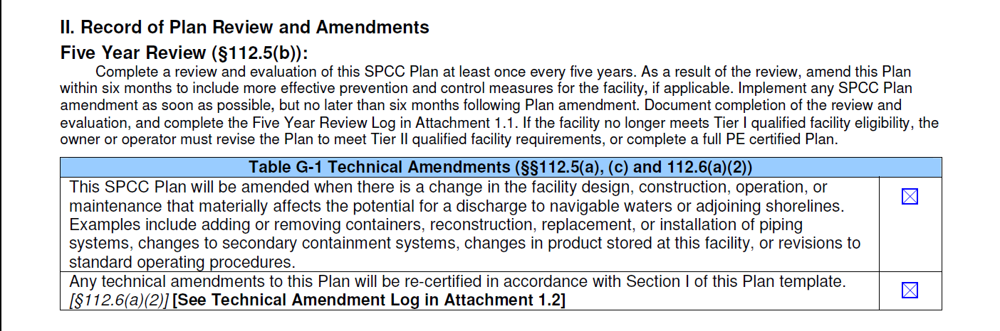 II. Record of Plan Review and Amendments
Five Year Review (§112.5(b)):
Complete a review and evaluation of this SPCC Plan at least once every five years. As a result of the review, amend this Plan
within six months to include more effective prevention and control measures for the facility, if applicable. Implement any SPCC Plan
amendment as soon as possible, but no later than six months following Plan amendment. Document completion of the review and
evaluation, and complete the Five Year Review Log in Attachment 1.1. If the facility no longer meets Tier I qualified facility eligibility, the
owner or operator must revise the Plan to meet Tier II qualified facility requirements, or complete a full PE certified Plan.
Table G-1 Technical Amendments (§§112.5(a), (c) and 112.6(a)(2))
This SPCC Plan will be amended when there is a change in the facility design, construction, operation, or
maintenance that materially affects the potential for a discharge to navigable waters or adjoining shorelines.
Examples include adding or removing containers, reconstruction, replacement, or installation of piping
systems, changes to secondary containment systems, changes in product stored at this facility, or revisions to
standard operating procedures.
Any technical amendments to this Plan will be re-certified in accordance with Section I of this Plan template.
[§112.6(a)(2)] [See Technical Amendment Log in Attachment 1.2]